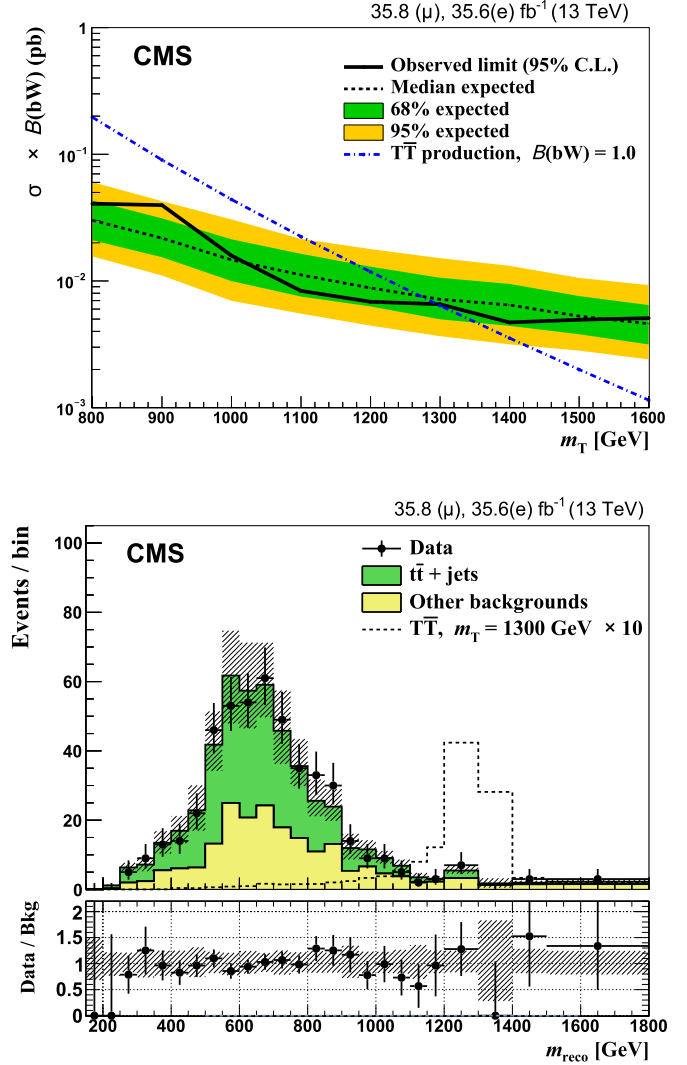 35.8 (μ), 35.6(e) fb⁻¹ (13 TeV)
σ × B(bW) (pb)
CMS
Observed limit (95% C.L.)
Median expected
68% expected
95% expected
TT̅ production, B(bW) = 1.0
1
10⁻¹
10⁻²
10⁻³
800 900 1000 1100 1200 1300 1400 1500 1600
m_T [GeV]
35.8 (μ), 35.6(e) fb⁻¹ (13 TeV)
Events / bin
CMS
Data
tt̅ + jets
Other backgrounds
TT̅, m_T = 1300 GeV × 10
100
80
60
40
20
0
Data / Bkg
2
1.5
1
0.5
0
200 400 600 800 1000 1200 1400 1600 1800
m_reco [GeV]